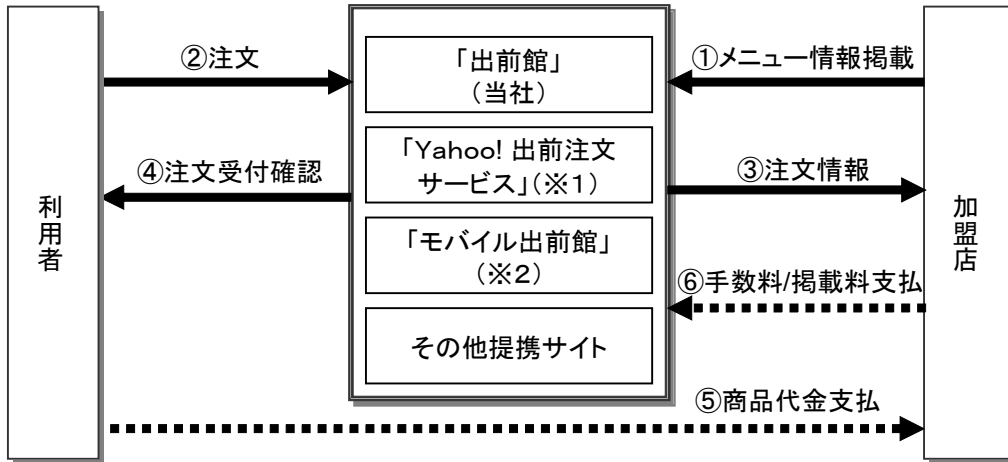 利用者
②注文
④注文受付確認
「出前館」
（当社）
「Yahoo! 出前注文
サービス」（※1）
「モバイル出前館」
（※2）
その他提携サイト
①メニュー情報掲載
③注文情報
⑥手数料/掲載料支払
⑤商品代金支払
加盟店